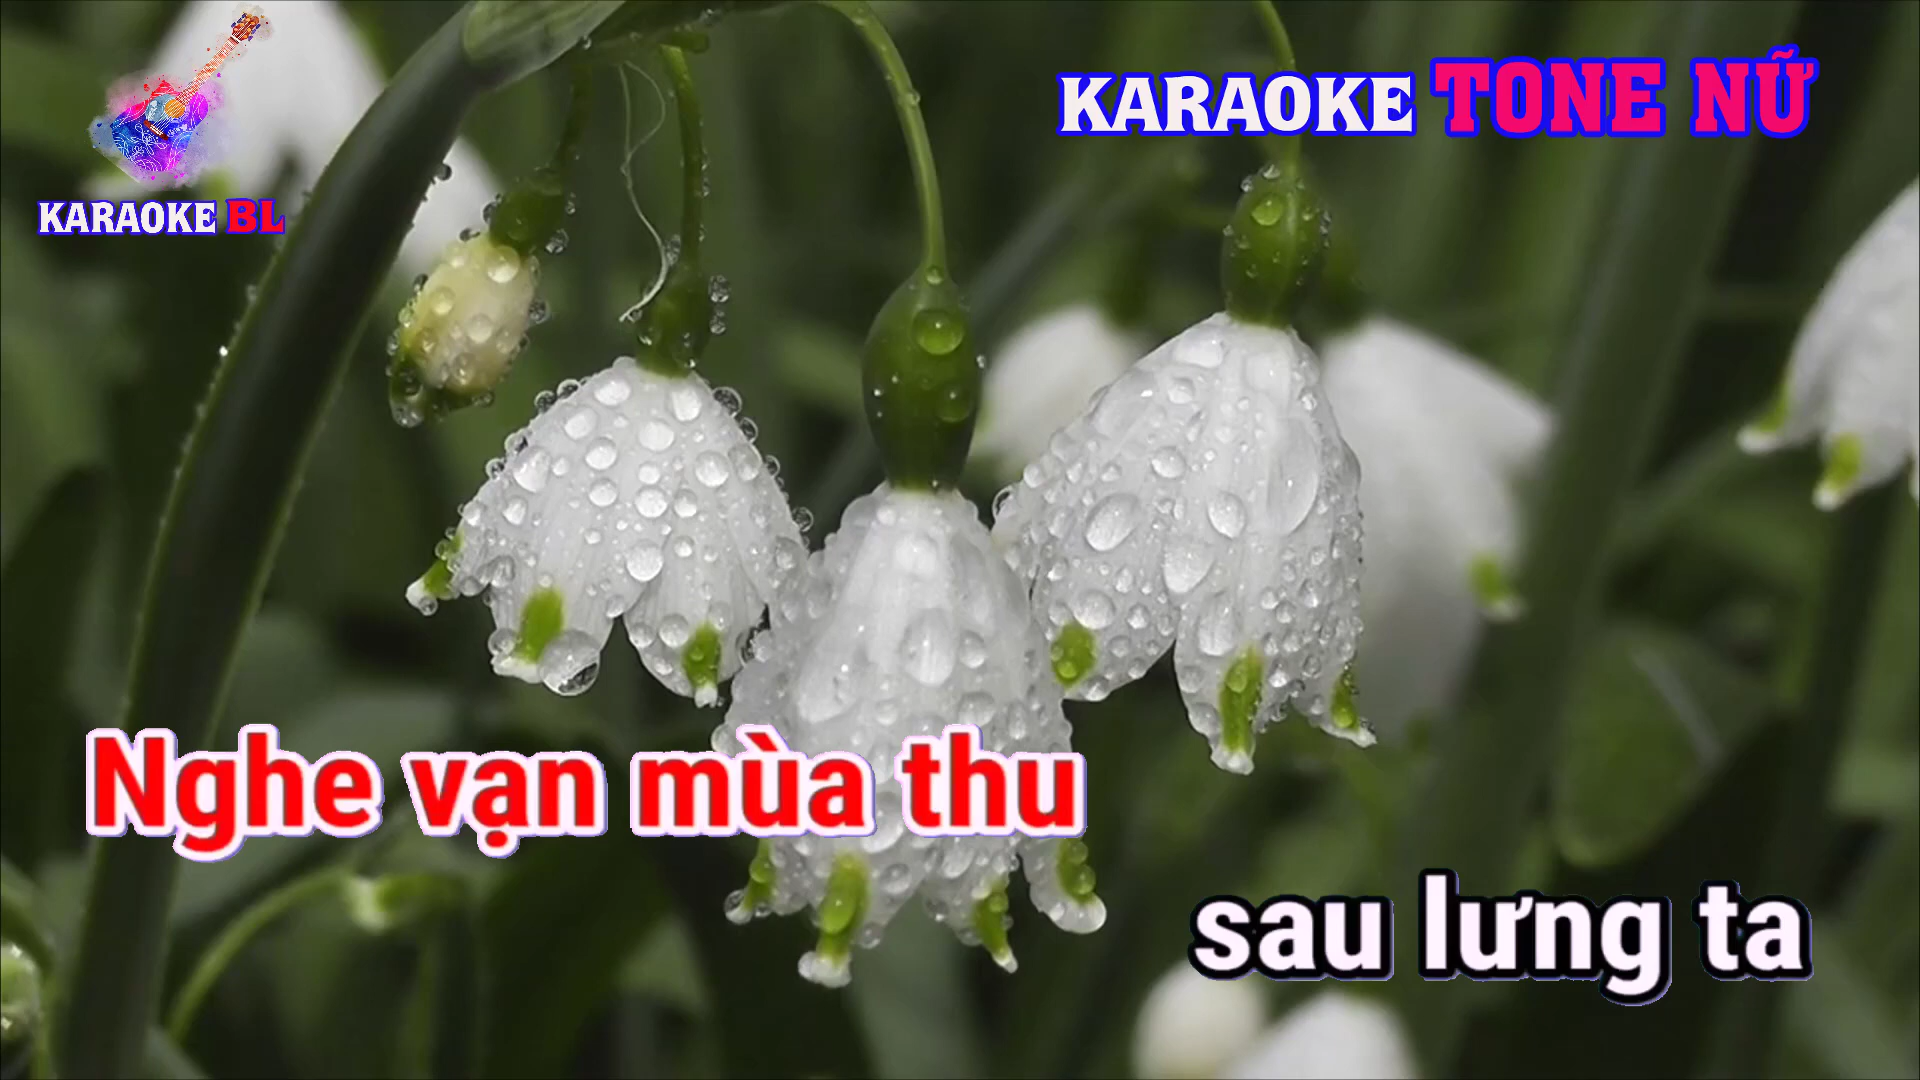 KARAOKE TONE NỮ
KARAOKE BL
Nghe vạn mùa thu
sau lưng ta